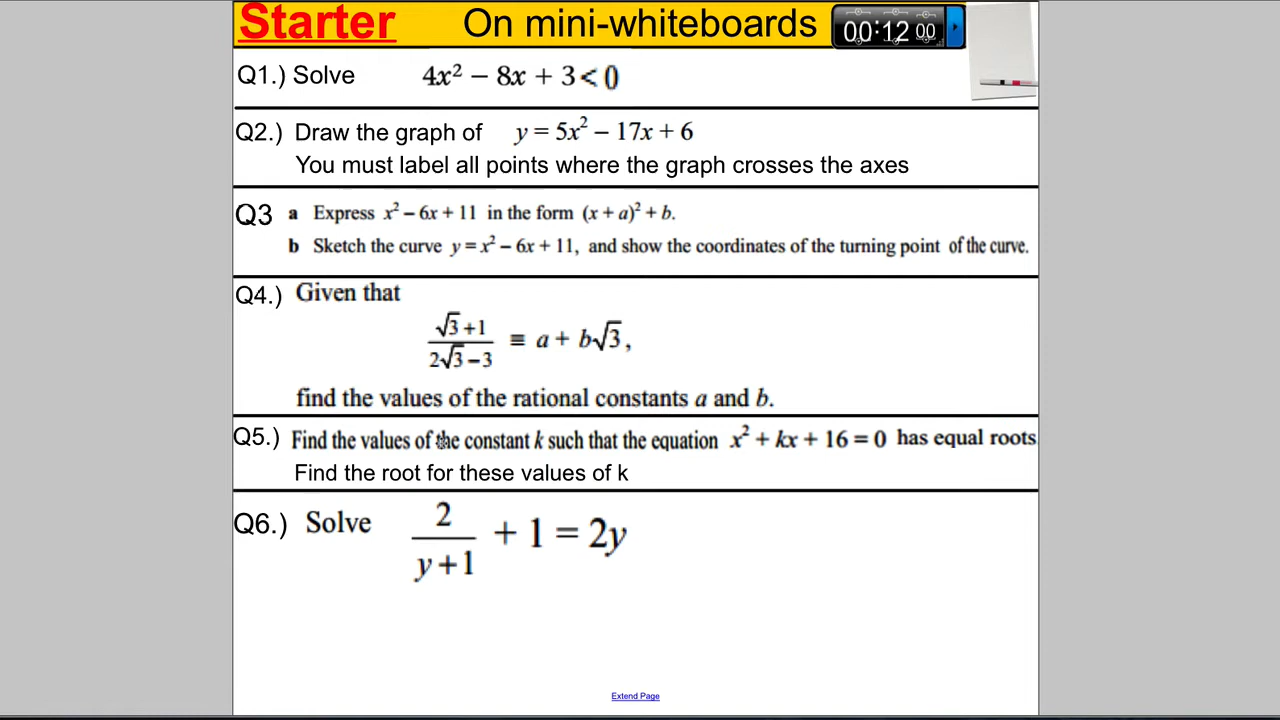 Starter On mini-whiteboards 00:12 00
Q1.) Solve 4x² − 8x + 3 < 0
Q2.) Draw the graph of y = 5x² − 17x + 6
You must label all points where the graph crosses the axes
Q3 a Express x² − 6x + 11 in the form (x + a)² + b.
b Sketch the curve y = x² − 6x + 11, and show the coordinates of the turning point of the curve.
Q4.) Given that
√3 +1
≡ a + b√3,
2√3 − 3
find the values of the rational constants a and b.
Q5.) Find the values of the constant k such that the equation x² + kx + 16 = 0 has equal roots.
Find the root for these values of k
Q6.) Solve 2
+ 1 = 2y
y + 1
Extend Page